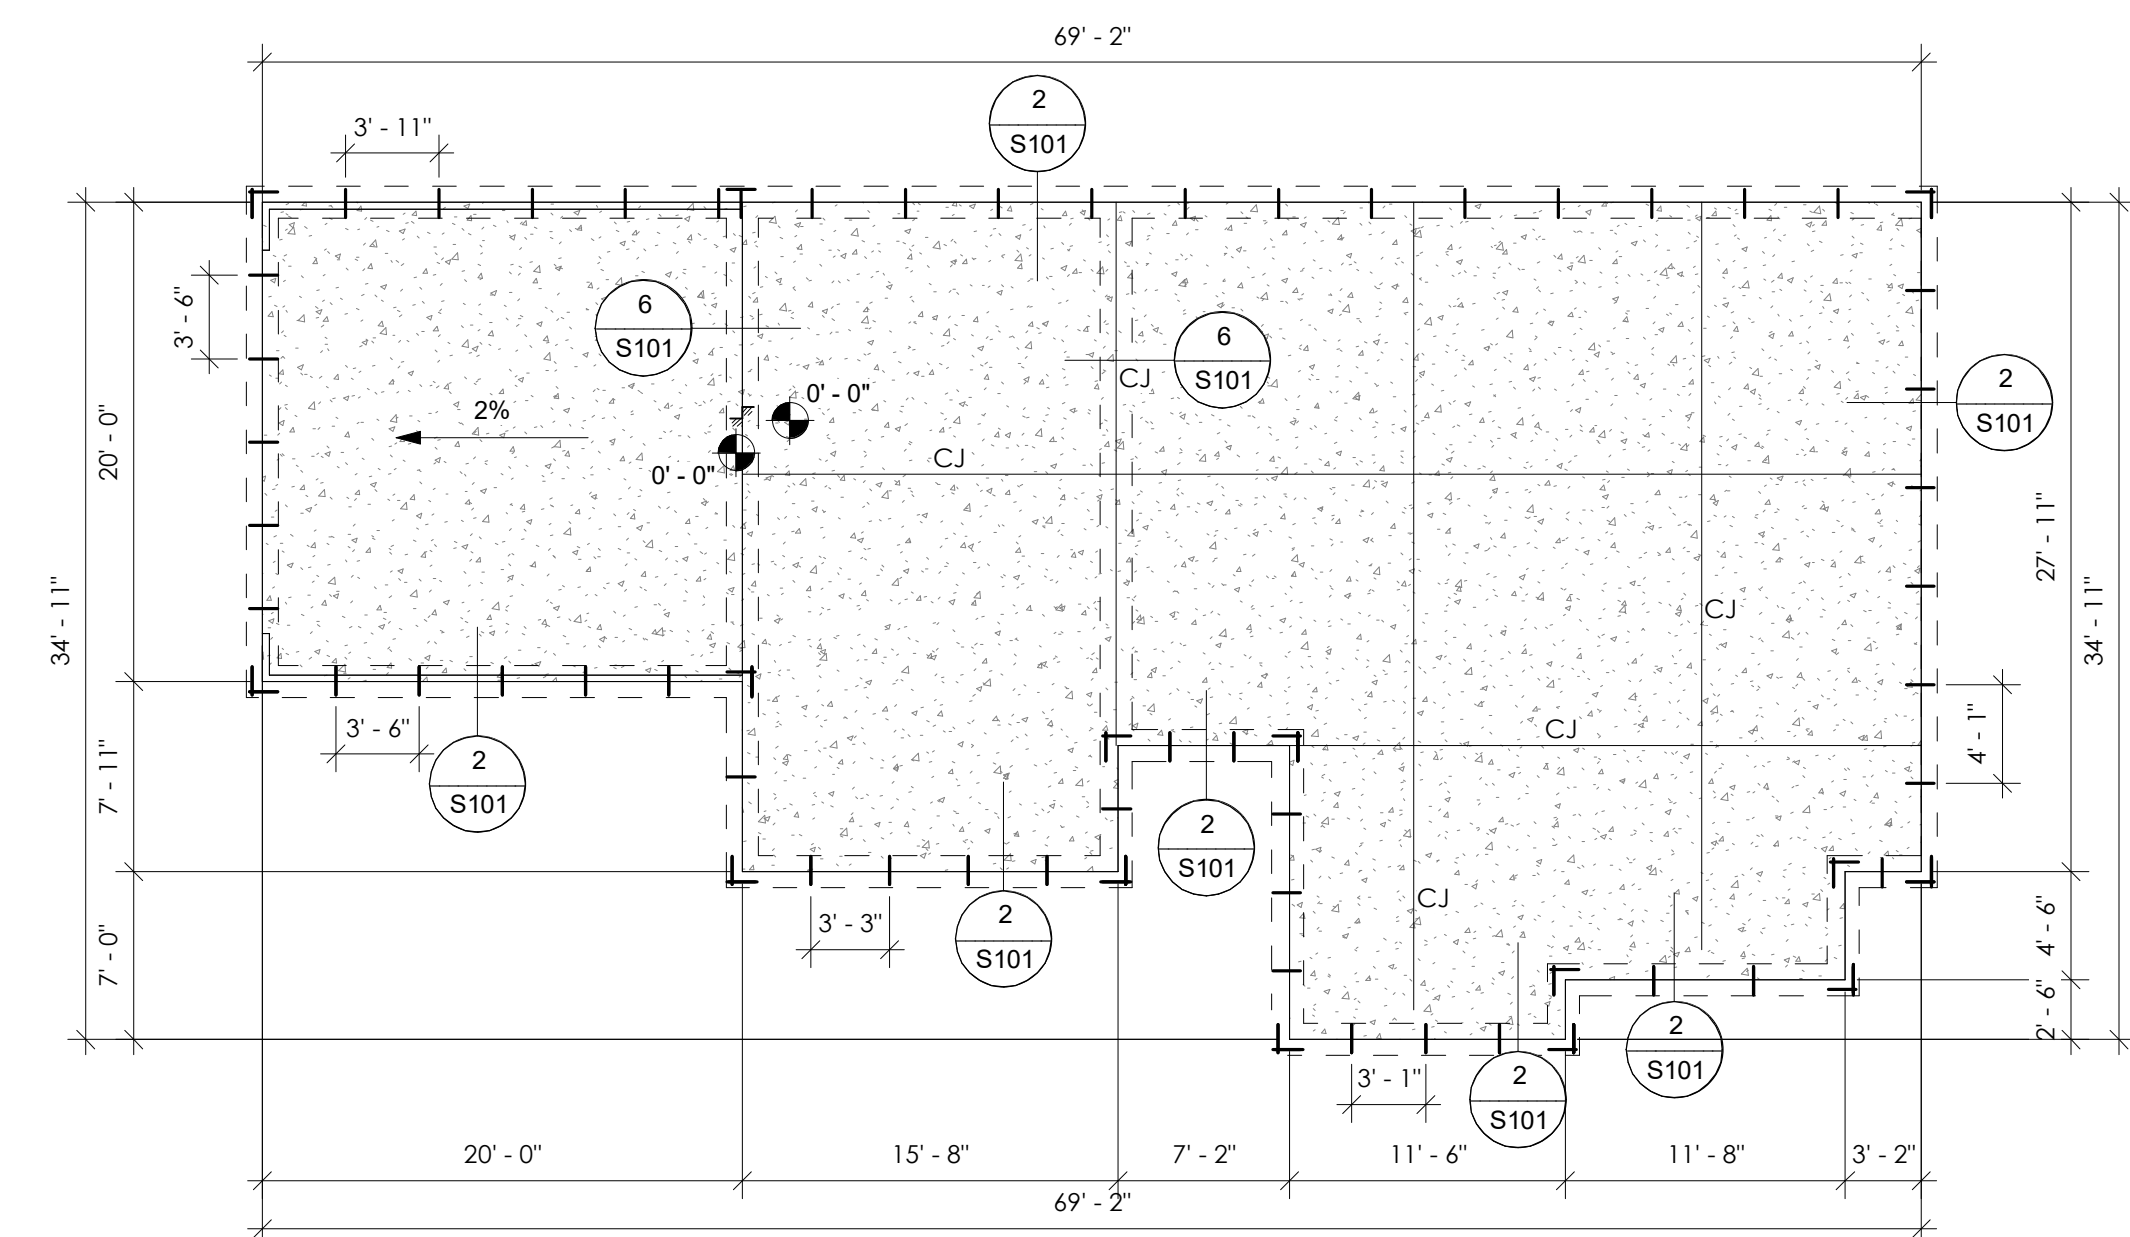 69' - 2"
2
S101
3' - 11"
3' - 6"
6
S101
6
S101
CJ
0' - 0"
2%
0' - 0"
CJ
2
S101
20' - 0"
27' - 11"
34' - 11"
34' - 11"
CJ
3' - 6"
2
S101
7' - 11"
CJ
4' - 1"
2
S101
CJ
3' - 3"
2
S101
7' - 0"
4' - 6"
2' - 6"
3' - 1"
2
S101
2
S101
20' - 0"
15' - 8"
7' - 2"
11' - 6"
11' - 8"
3' - 2"
69' - 2"